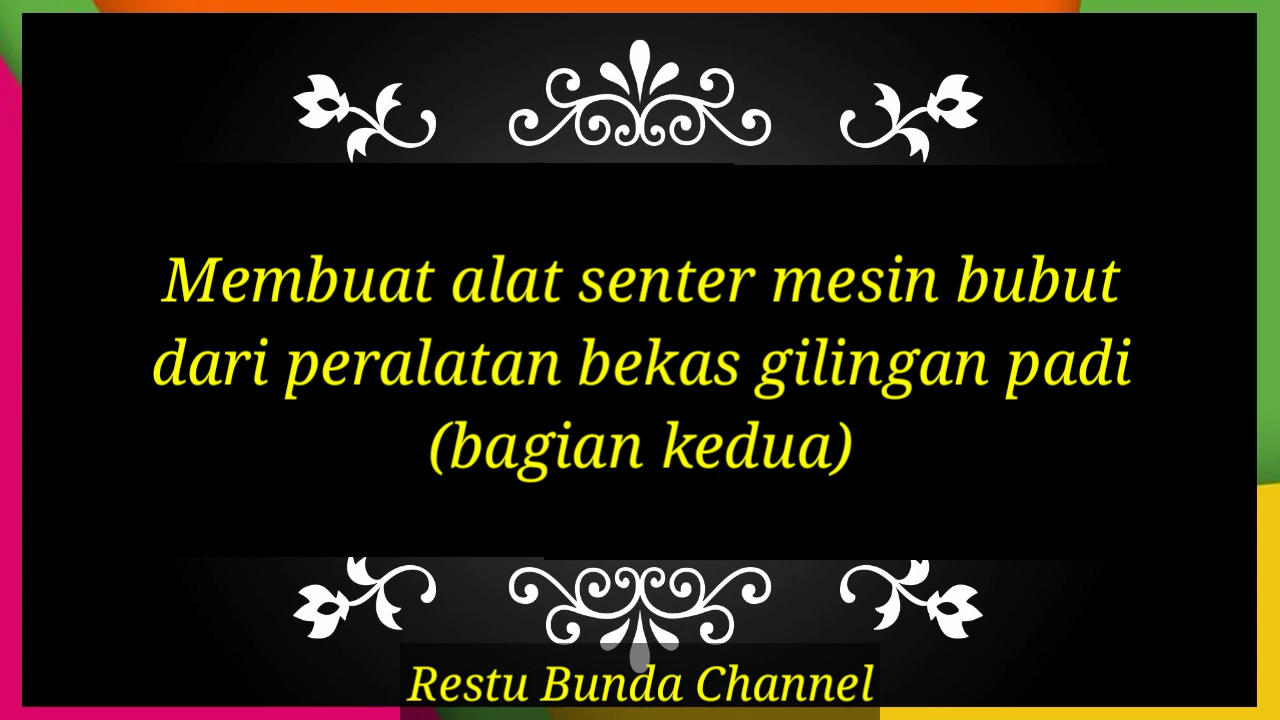 Membuat alat senter mesin bubut
dari peralatan bekas gilingan padi
(bagian kedua)
Restu Bunda Channel